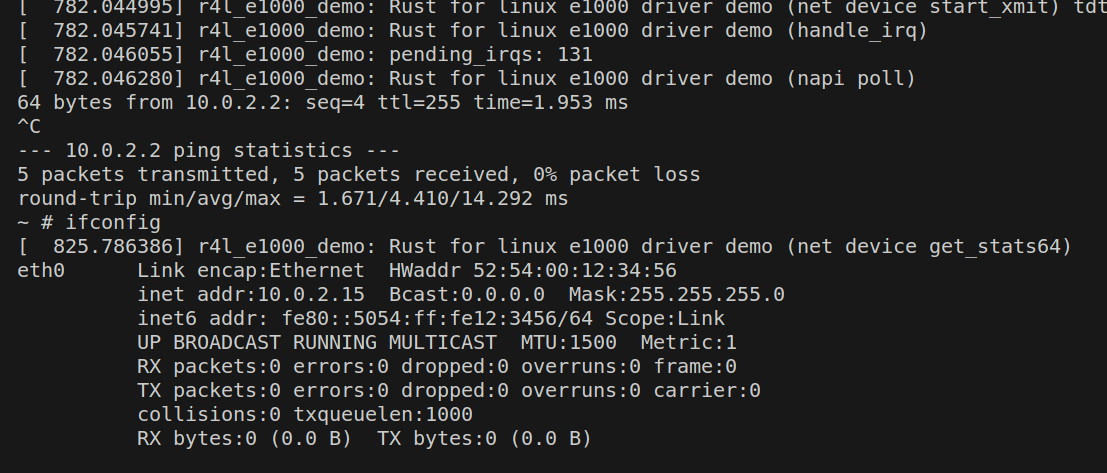 [  782.044995] r4l_e1000_demo: Rust for linux e1000 driver demo (net device start_xmit) tdt
[  782.045741] r4l_e1000_demo: Rust for linux e1000 driver demo (handle_irq)
[  782.046055] r4l_e1000_demo: pending_irqs: 131
[  782.046280] r4l_e1000_demo: Rust for linux e1000 driver demo (napi poll)
64 bytes from 10.0.2.2: seq=4 ttl=255 time=1.953 ms
^C
--- 10.0.2.2 ping statistics ---
5 packets transmitted, 5 packets received, 0% packet loss
round-trip min/avg/max = 1.671/4.410/14.292 ms
~ # ifconfig
[  825.786386] r4l_e1000_demo: Rust for linux e1000 driver demo (net device get_stats64)
eth0      Link encap:Ethernet  HWaddr 52:54:00:12:34:56
          inet addr:10.0.2.15  Bcast:0.0.0.0  Mask:255.255.255.0
          inet6 addr: fe80::5054:ff:fe12:3456/64 Scope:Link
          UP BROADCAST RUNNING MULTICAST  MTU:1500  Metric:1
          RX packets:0 errors:0 dropped:0 overruns:0 frame:0
          TX packets:0 errors:0 dropped:0 overruns:0 carrier:0
          collisions:0 txqueuelen:1000
          RX bytes:0 (0.0 B)  TX bytes:0 (0.0 B)